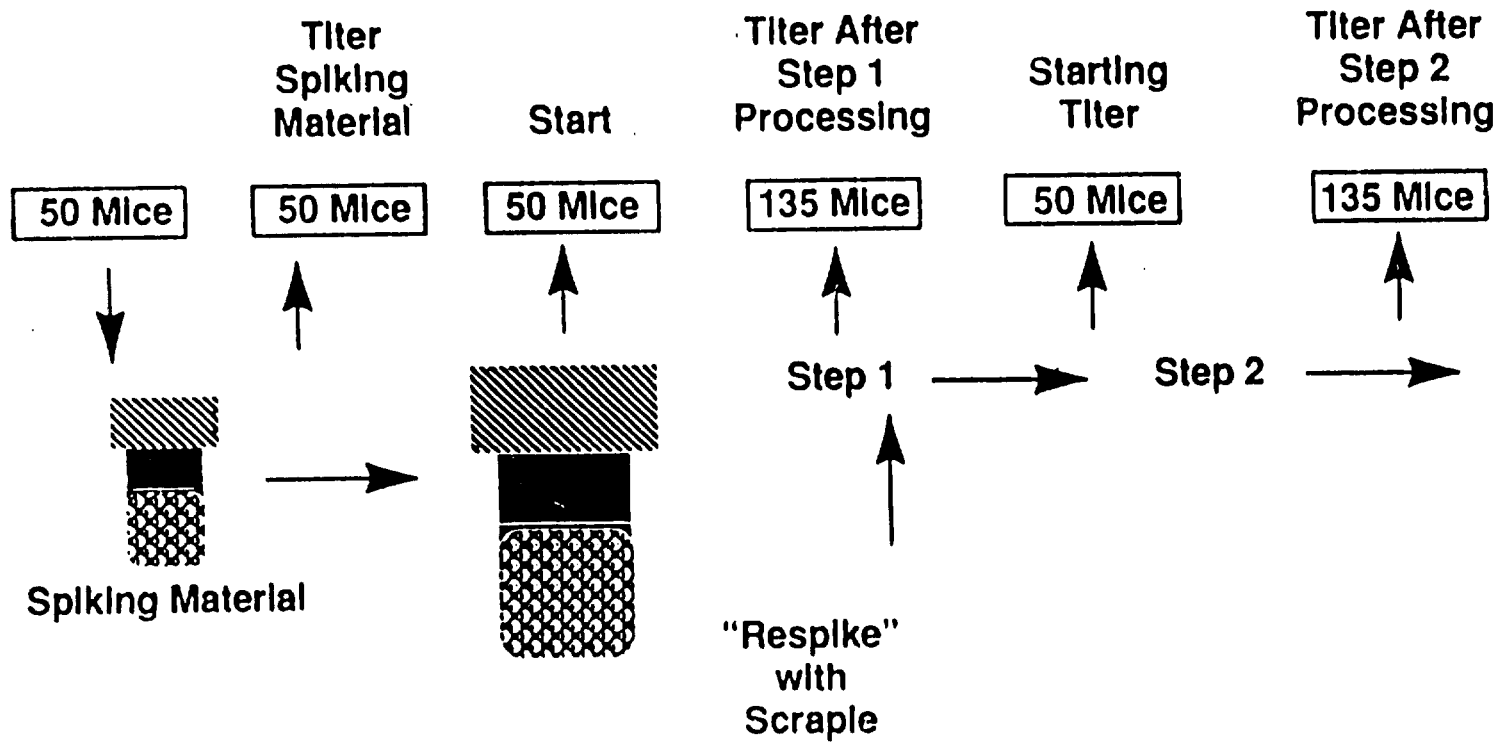 Titer
Spiking
Material
Start
Titer After
Step 1
Processing
Starting
Titer
Titer After
Step 2
Processing
50 Mice
50 Mice
50 Mice
135 Mice
50 Mice
135 Mice
Step 1
Step 2
Spiking Material
"Respike"
with
Scrapie